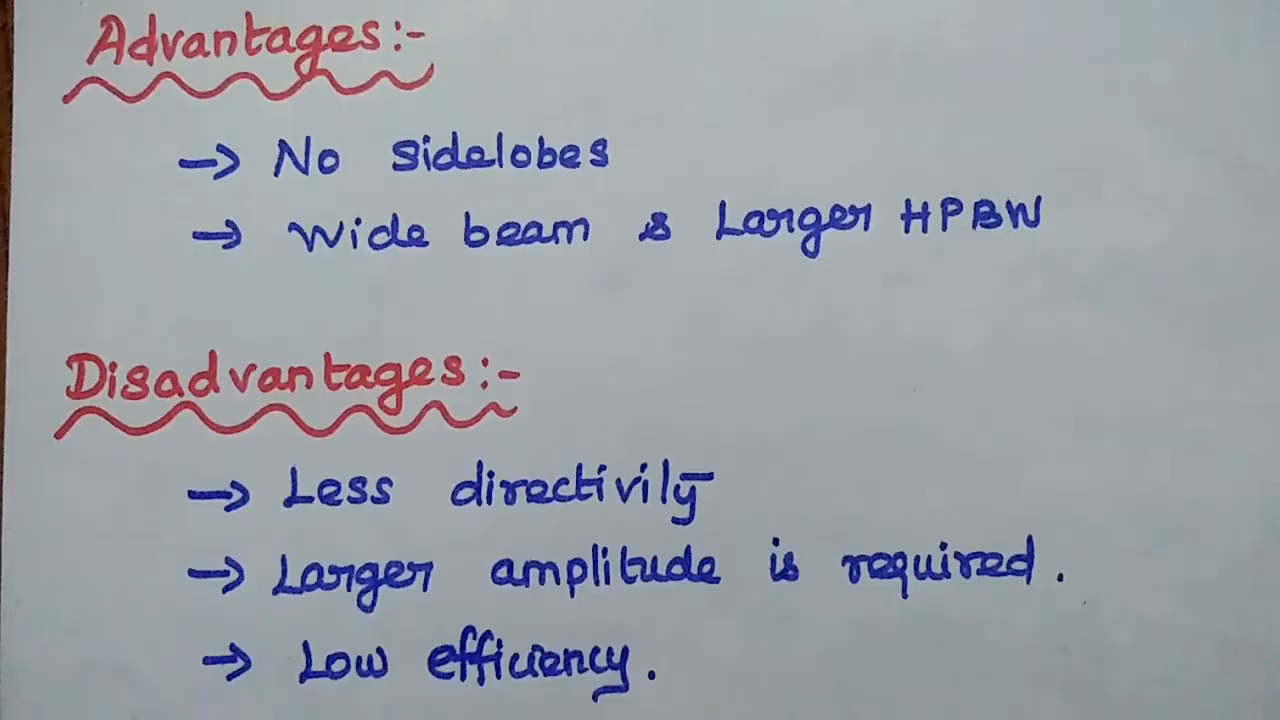 Advantages:-
→ No sidelobes
→ Wide beam & Larger HPBW
Disadvantages:-
→ Less directivity
→ Larger amplitude is required.
→ Low efficiency.